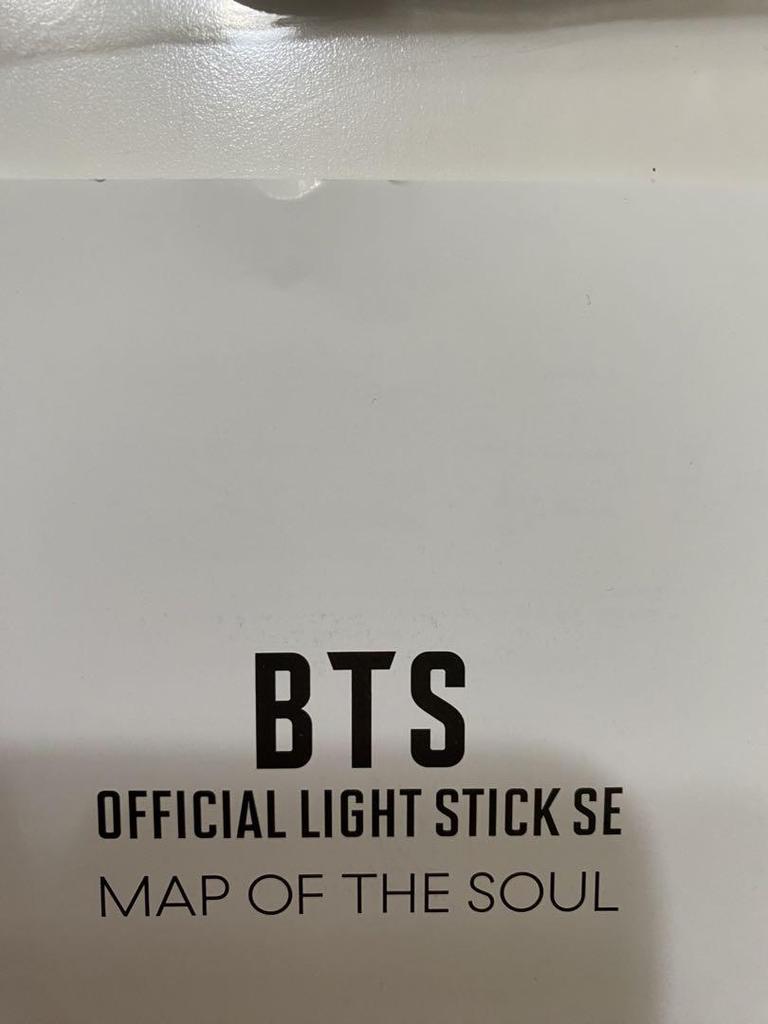 BTS
OFFICIAL LIGHT STICK SE
MAP OF THE SOUL